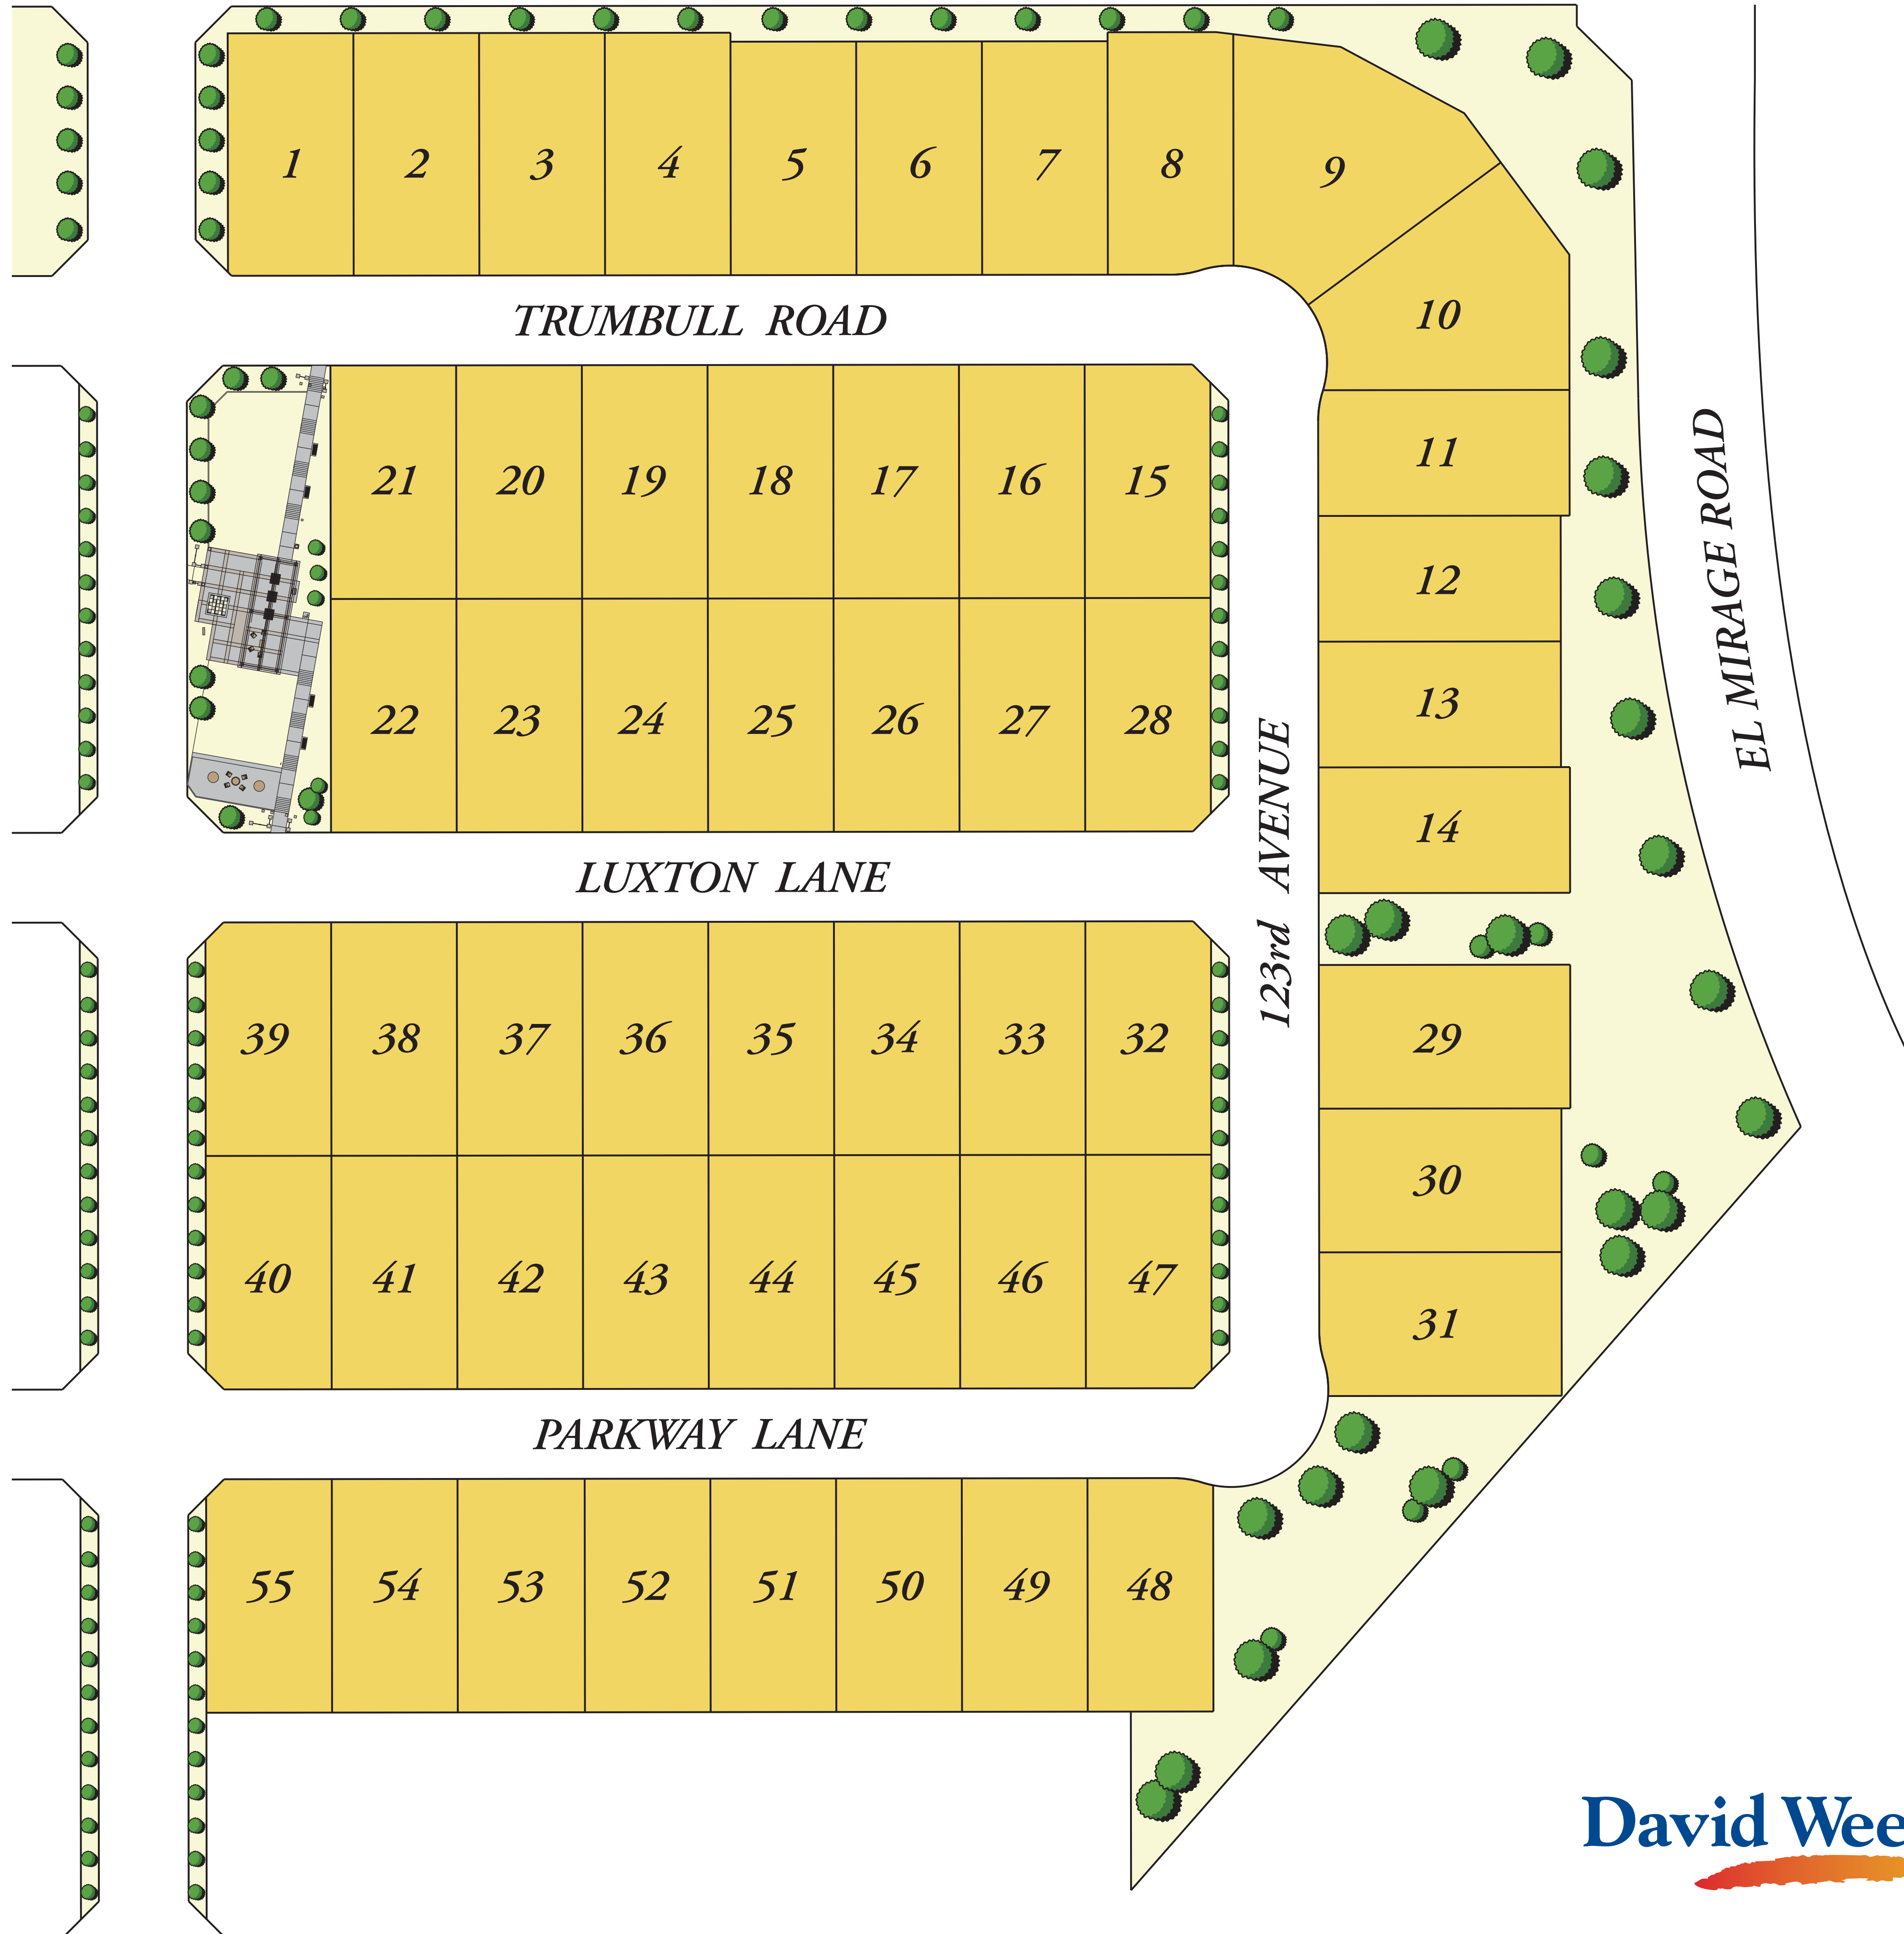 1 2 3 4 5 6 7 8 9
10
TRUMBULL ROAD
11
21 20 19 18 17 16 15
12
13
22 23 24 25 26 27 28
14
EL MIRAGE ROAD
LUXTON LANE
123rd AVENUE
39 38 37 36 35 34 33 32
29
30
40 41 42 43 44 45 46 47
31
PARKWAY LANE
55 54 53 52 51 50 49 48
David Wee